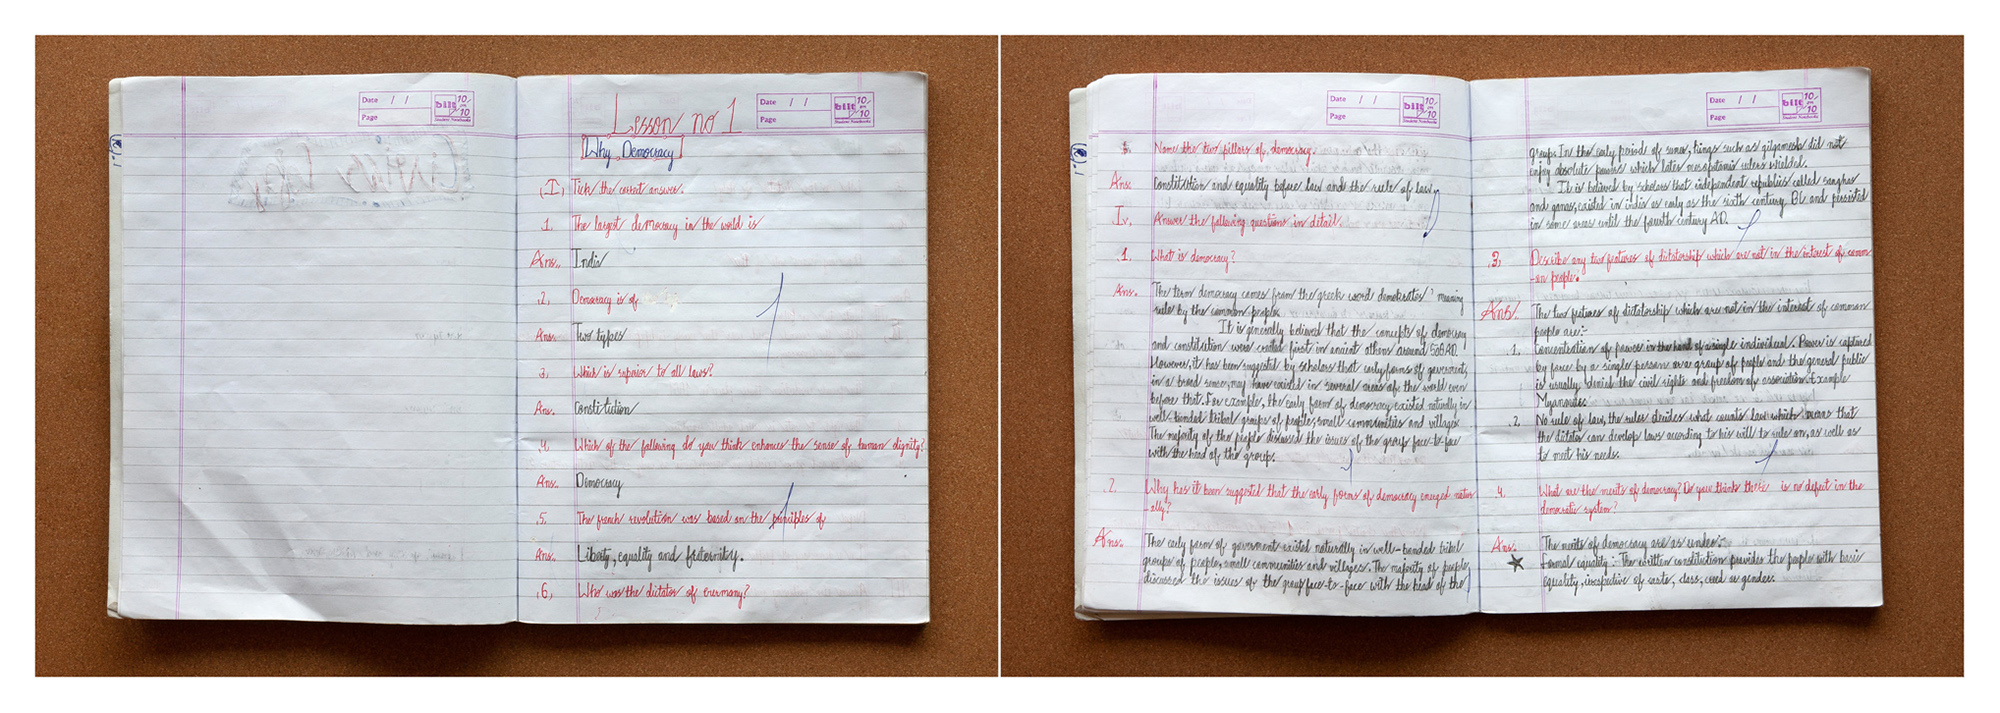 Date / /
Page
bilt
10
on
10
Student Notebooks
Date / /
Page
bilt
10
on
10
Student Notebooks
Lesson no 1
Why Democracy
(I) Tick the correct answer.
1. The largest democracy in the world is
Ans. India
2. Democracy is of
Ans. Two types
3. Which is superior to all laws?
Ans. Constitution
4. Which of the following do you think enhances the sense of human dignity?
Ans. Democracy
5. The french revolution was based on the principles of
Ans. Liberty, equality and fraternity.
6. Who was the dictator of
Date / /
Page
bilt
10
on
10
Student Notebooks
Name the two pillars of democracy.
Ans. Constitution and equality before law and the rule of law
Iv. Answer the following questions in detail.
1. What is democracy?
Ans. The term democracy comes from the greek word meaning
rule by the common people.
It is generally believed that the concepts of democracy
and constitution were created first in ancient athens around 508 AD.
However, it has been suggested by scholars that early forms of goverment,
in a broad sense, may have existed in several areas of the world even
before that. For example, the early form of democracy existed naturally in
well-bonded tribal groups of people, small communities and villages
The majority of the people discussed the issues of the group face-to-face
with the head of the group.
2. Why has it been suggested that the early forms of democracy emerged natur
-ally?
Ans. The early form of goverment existed naturally in well-bonded tribel
groups of people, small communities and villages. The majority of people
discussed the issues of the group face-to-face with the head of the
Date / /
Page
bilt
10
on
10
Student Notebooks
group. In the early period of sumer, kings such as gilgamesh did not
enjoy absolute powers which later wielded.
It is believed by scholars that independent republics called sanghas
and ganas, existed in india as early as the sixth century BC and persisted
in some areas until the fourth century AD.
3. Describe any two features of dictatorship which are not in the interest of comm
-on people.
Ans. The two features of dictatorship which are not in the interest of common
people are:-
1. Concentration of power in the hand of a single individual. Power is captured
by force by a single person or a group of people and the general public
is usually denied the civil rights and freedom of association. Example
2. No rule of law, the ruler decides what counts law which means that
the dictator can develop laws according to his will to rule on, as well as
to meet his needs.
4. What are the merits of democracy? Do you think there is no defect in the
democratic system?
Ans. The merits of democracy are as under:-
Formal equality: The written constitution provides the people with basic
equality, irrespective of caste, class, creed or gender.